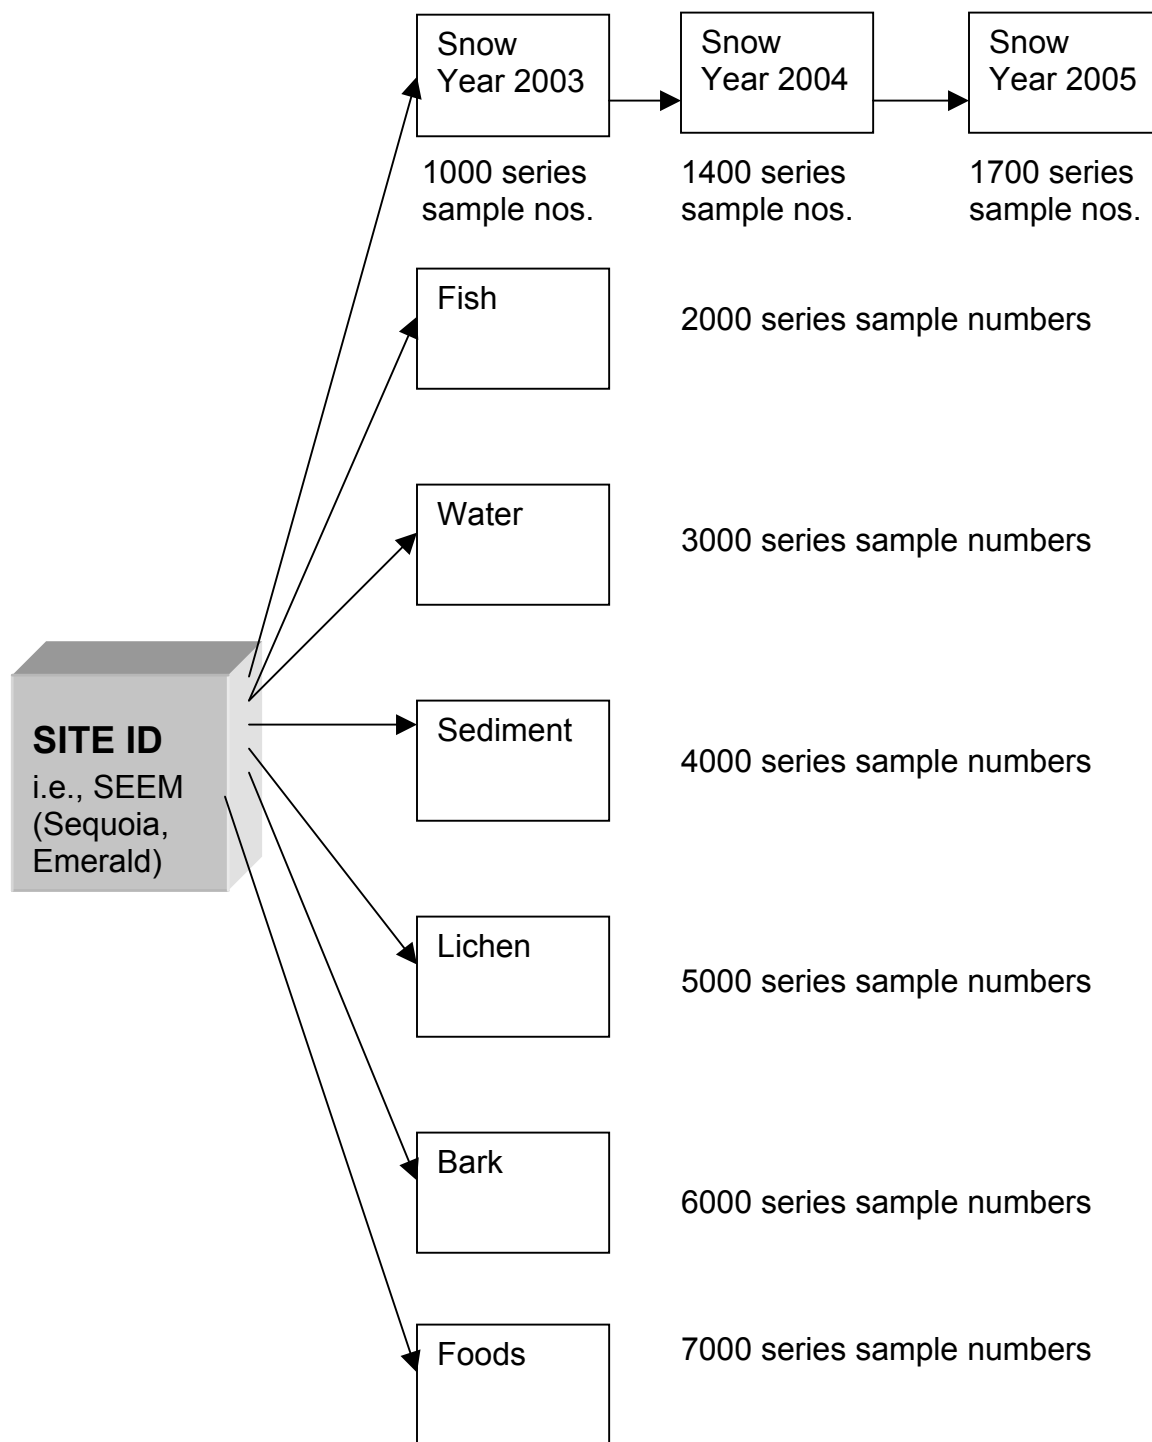 Snow
Year 2003
Snow
Year 2004
Snow
Year 2005
1000 series
sample nos.
1400 series
sample nos.
1700 series
sample nos.
Fish
2000 series sample numbers
Water
3000 series sample numbers
SITE ID
i.e., SEEM
(Sequoia,
Emerald)
Sediment
4000 series sample numbers
Lichen
5000 series sample numbers
Bark
6000 series sample numbers
Foods
7000 series sample numbers